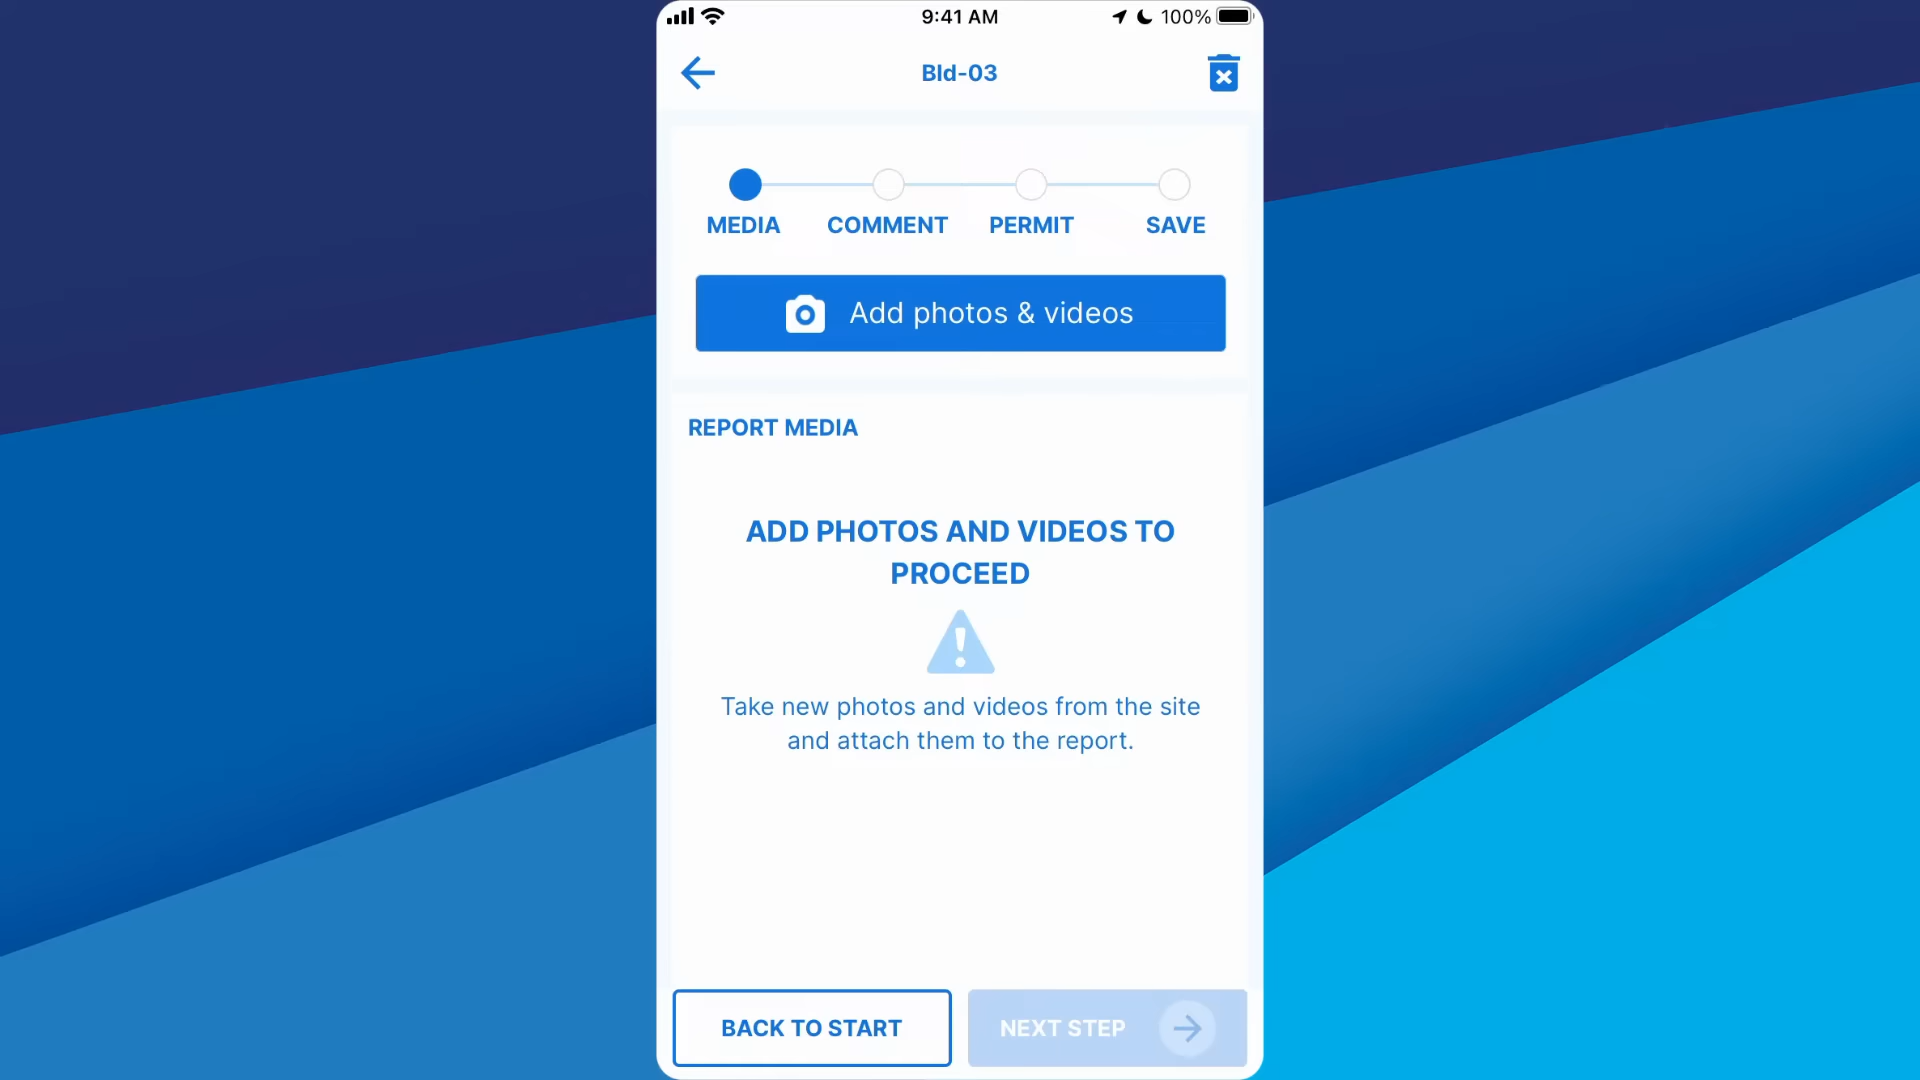 9:41 AM
100%
Bld-03
MEDIA
COMMENT
PERMIT
SAVE
Add photos & videos
REPORT MEDIA
ADD PHOTOS AND VIDEOS TO
PROCEED
Take new photos and videos from the site
and attach them to the report.
BACK TO START
NEXT STEP